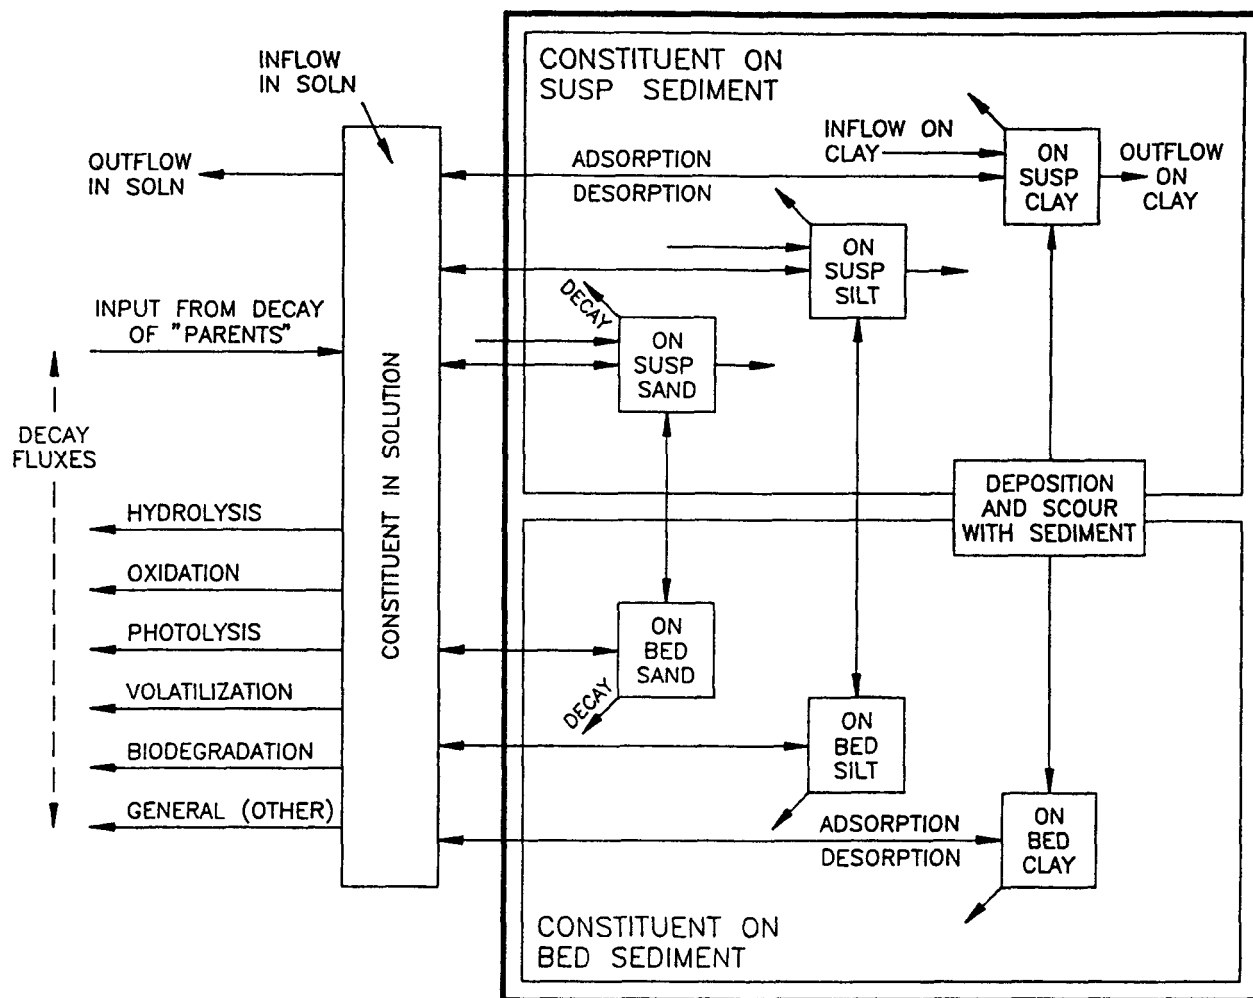 INFLOW
IN SOLN
OUTFLOW
IN SOLN
INPUT FROM DECAY
OF "PARENTS"
DECAY
FLUXES
HYDROLYSIS
OXIDATION
PHOTOLYSIS
VOLATILIZATION
BIODEGRADATION
GENERAL (OTHER)
CONSTITUENT IN SOLUTION
CONSTITUENT ON
SUSP SEDIMENT
ADSORPTION
DESORPTION
INFLOW ON
CLAY
ON
SUSP
CLAY
OUTFLOW
ON
CLAY
ON
SUSP
SILT
DECAY
ON
SUSP
SAND
DEPOSITION
AND SCOUR
WITH SEDIMENT
ON
BED
SAND
DECAY
ON
BED
SILT
ADSORPTION
DESORPTION
ON
BED
CLAY
CONSTITUENT ON
BED SEDIMENT